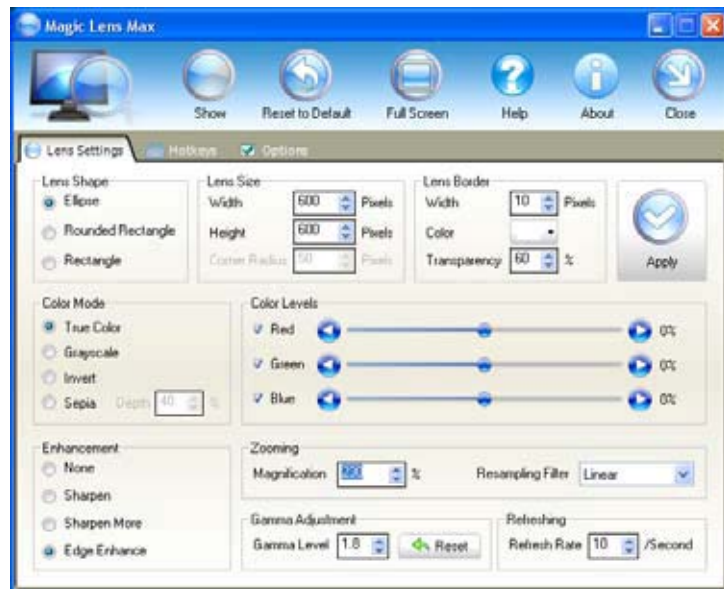 Magic Lens Max
Show
Reset to Default
Full Screen
Help
About
Close
Lens Settings
Hotkeys
Options
Lens Shape
Ellipse
Rounded Rectangle
Rectangle
Lens Size
Width 600 Pixels
Height 600 Pixels
Corner Radius 50 Pixels
Lens Border
Width 10 Pixels
Color
Transparency 60 %
Apply
Color Mode
True Color
Grayscale
Invert
Sepia Depth 40 %
Color Levels
Red 0%
Green 0%
Blue 0%
Enhancement
None
Sharpen
Sharpen More
Edge Enhance
Zooming
Magnification %
Resampling Filter Linear
Gamma Adjustment
Gamma Level 1.8 Reset
Refreshing
Refresh Rate 10 /Second